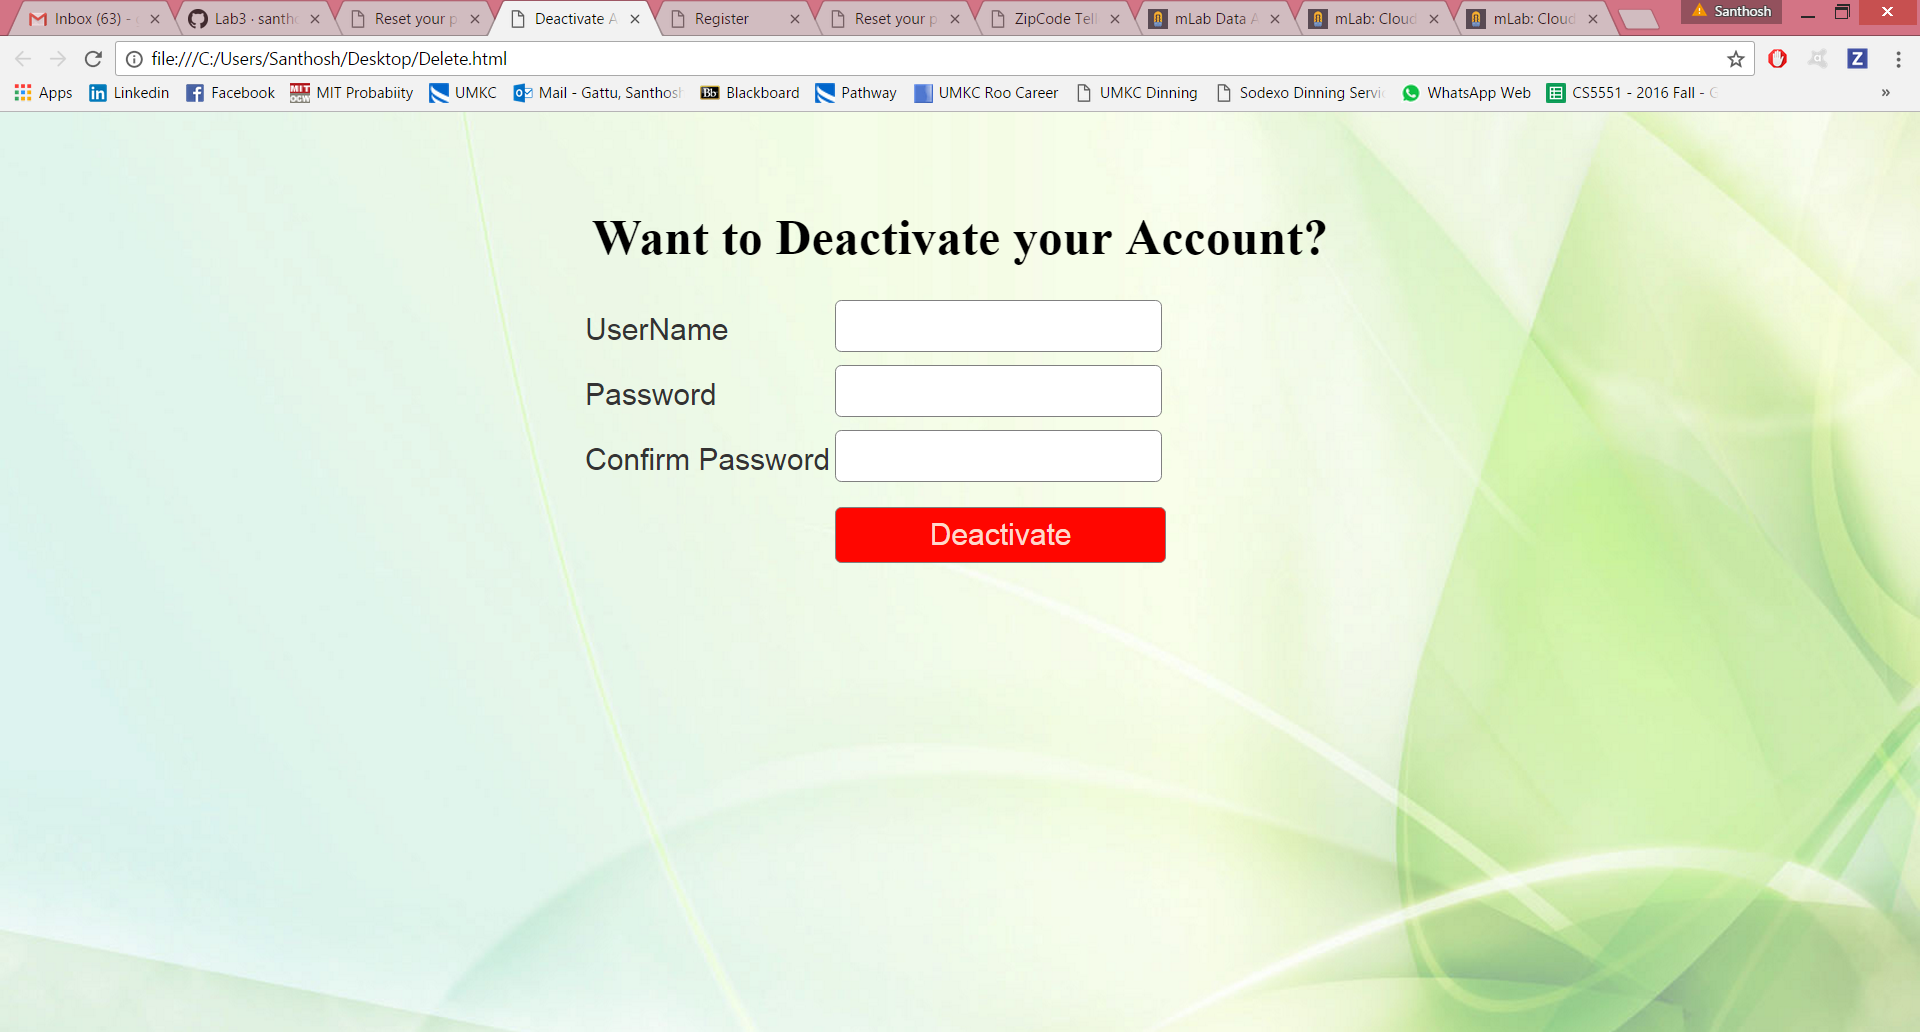 Inbox (63) -
Lab3 · santh
Reset your p
Deactivate A
Register
Reset your p
ZipCode Tell
mLab Data A
mLab: Cloud
mLab: Cloud
Santhosh
file:///C:/Users/Santhosh/Desktop/Delete.html
Z
Apps
Linkedin
Facebook
MIT Probabiity
UMKC
Mail - Gattu, Santhosh
Bb Blackboard
Pathway
UMKC Roo Career
UMKC Dinning
Sodexo Dinning Servi
WhatsApp Web
CS5551 - 2016 Fall - G
»
Want to Deactivate your Account?
UserName
Password
Confirm Password
Deactivate